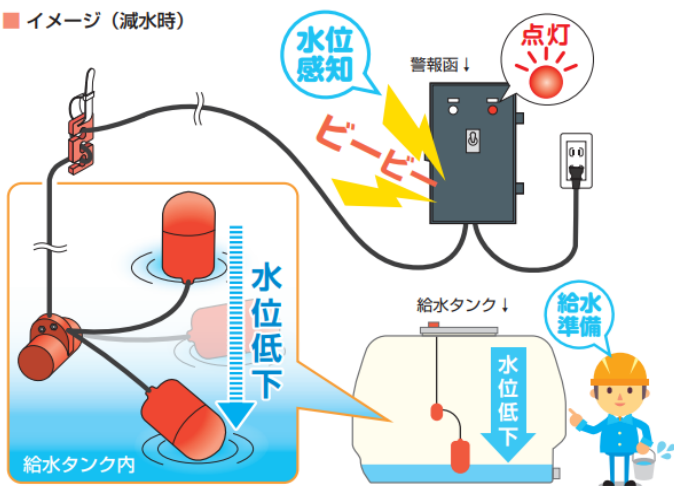 ■ イメージ（減水時）
水位
感知
警報函↓
点灯
ビービー
水位低下
給水タンク内
給水タンク↓
水位低下
給水
準備